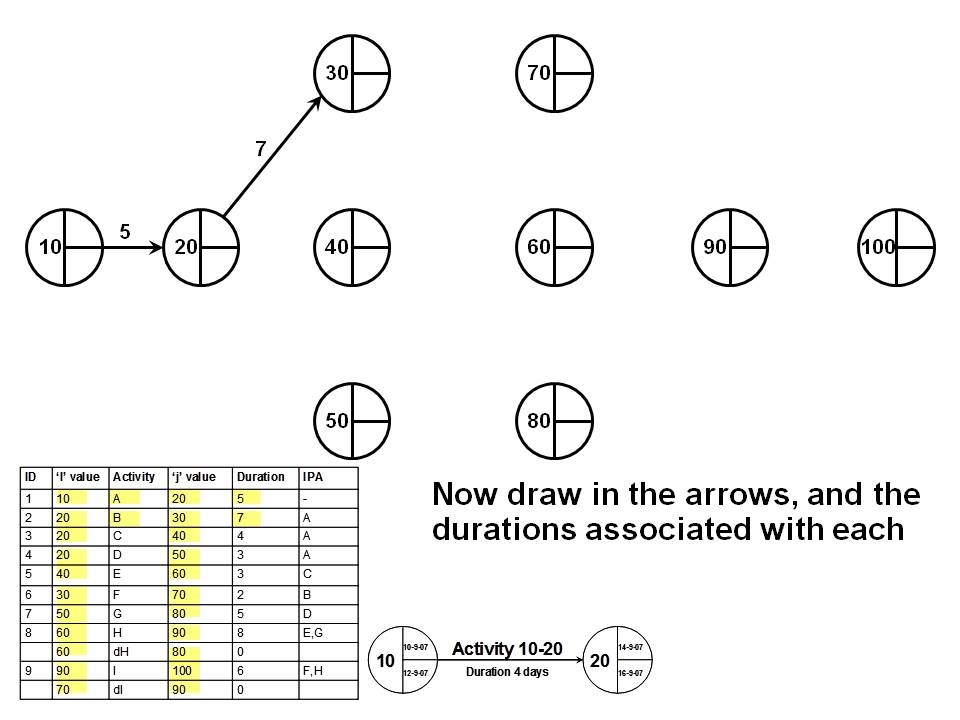 30 70
7
5
10 20 40 60 90 100
50 80
ID ‘I’ value Activity ‘j’ value Duration IPA
1 10 A 20 5 -
2 20 B 30 7 A
3 20 C 40 4 A
4 20 D 50 3 A
5 40 E 60 3 C
6 30 F 70 2 B
7 50 G 80 5 D
8 60 H 90 8 E,G
60 dH 80 0
9 90 I 100 6 F,H
70 dI 90 0
Now draw in the arrows, and the
durations associated with each
10 10-9-07 12-9-07
Activity 10-20
Duration 4 days
20 14-9-07 16-9-07